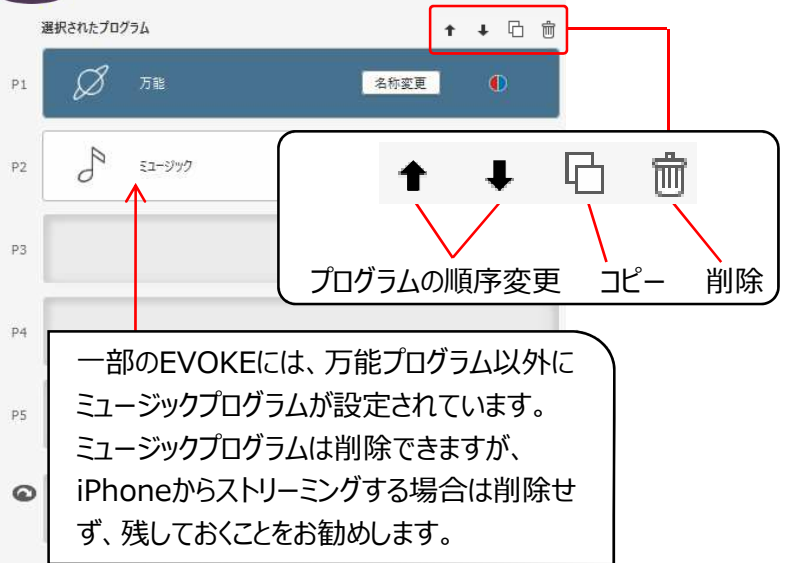 選択されたプログラム
P1 万能 名称変更
P2 ミュージック
プログラムの順序変更 コピー 削除
P3
P4
一部のEVOKEには、万能プログラム以外に
ミュージックプログラムが設定されています。
ミュージックプログラムは削除できますが、
iPhoneからストリーミングする場合は削除せ
ず、残しておくことをお勧めします。
P5